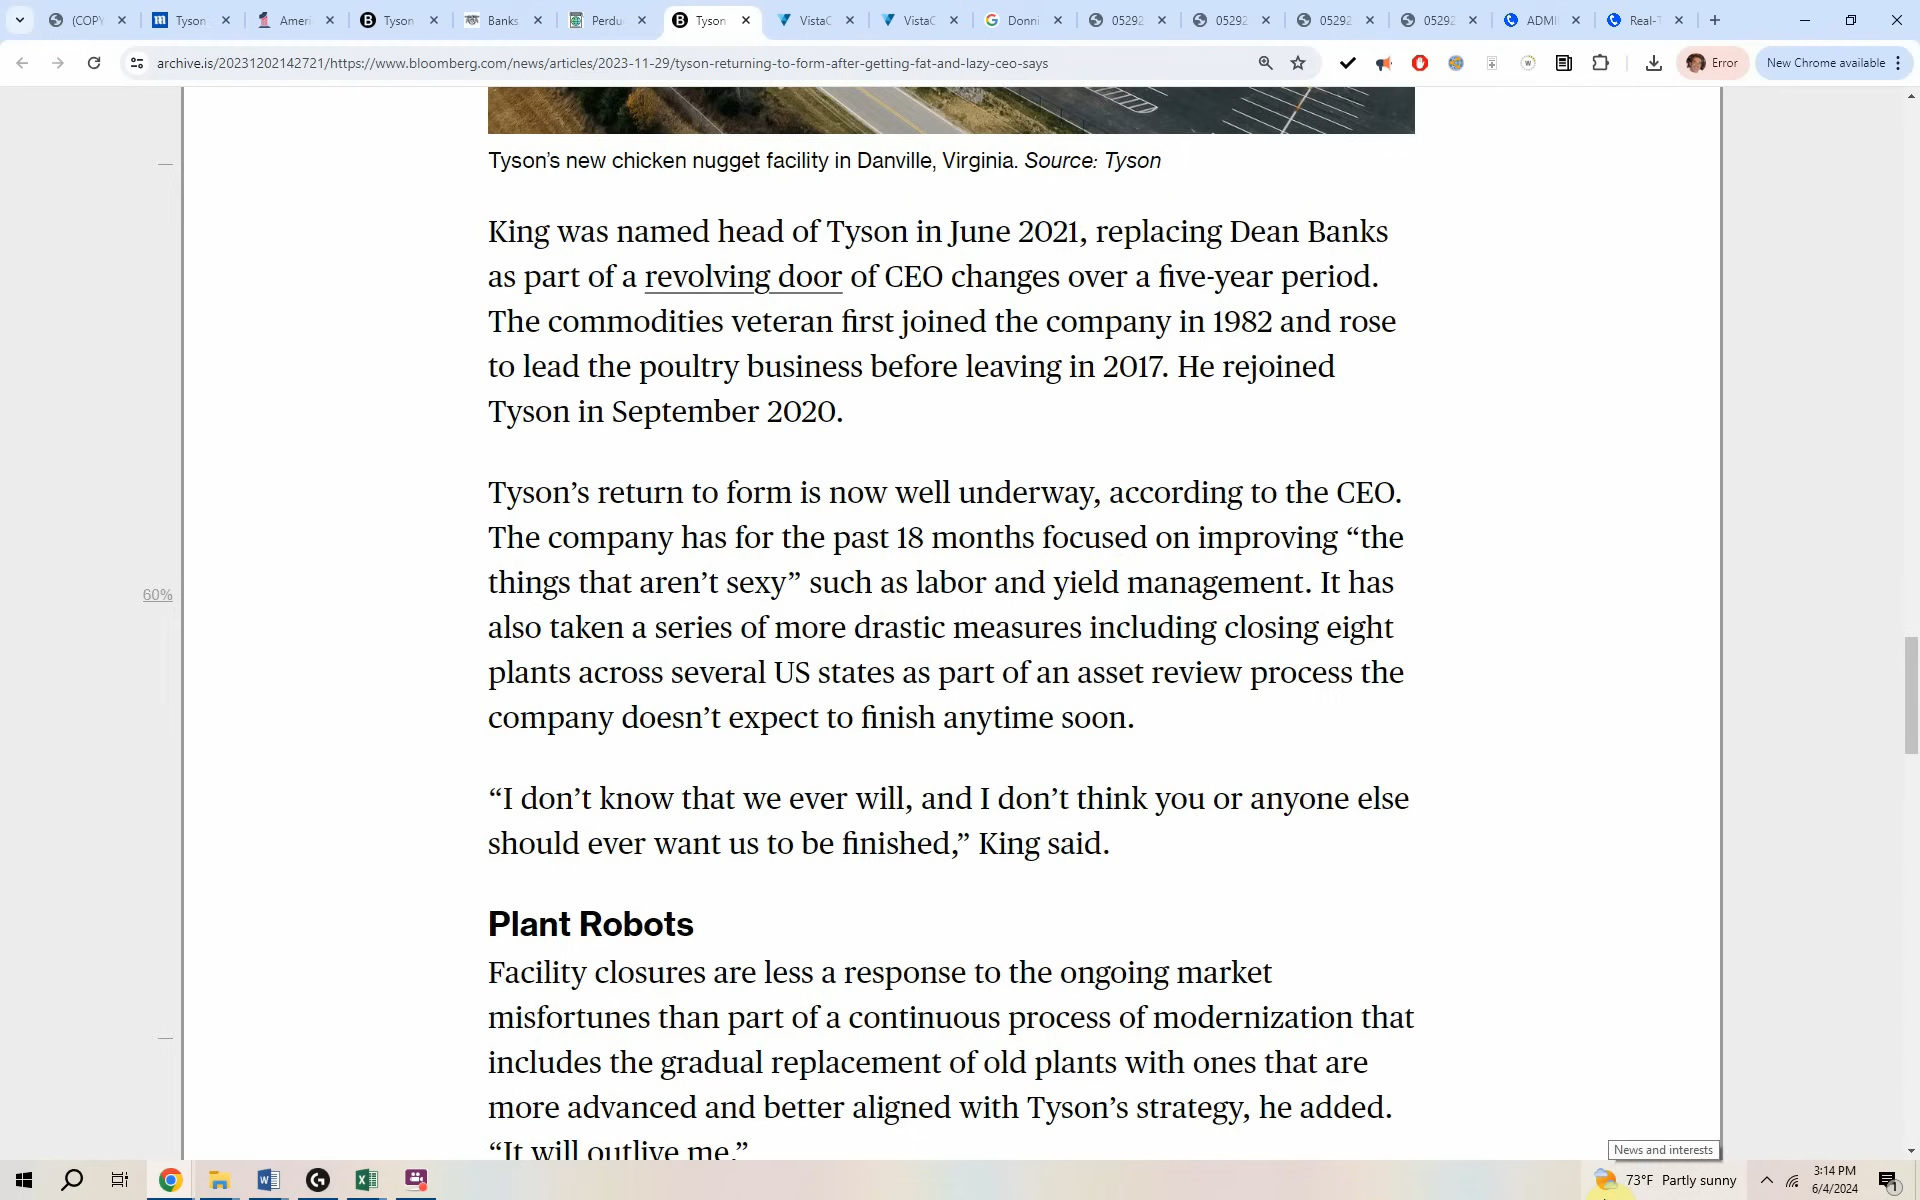 (COPY
Tyson
Ameri
Tyson
Banks
Perdu
Tyson
VistaC
VistaC
Donni
05292
05292
05292
05292
ADMI
Real-T
archive.is/20231202142721/https://www.bloomberg.com/news/articles/2023-11-29/tyson-returning-to-form-after-getting-fat-and-lazy-ceo-says
Error
New Chrome available
Tyson’s new chicken nugget facility in Danville, Virginia. Source: Tyson
King was named head of Tyson in June 2021, replacing Dean Banks
as part of a revolving door of CEO changes over a five-year period.
The commodities veteran first joined the company in 1982 and rose
to lead the poultry business before leaving in 2017. He rejoined
Tyson in September 2020.
Tyson’s return to form is now well underway, according to the CEO.
The company has for the past 18 months focused on improving “the
things that aren’t sexy” such as labor and yield management. It has
60%
also taken a series of more drastic measures including closing eight
plants across several US states as part of an asset review process the
company doesn’t expect to finish anytime soon.
“I don’t know that we ever will, and I don’t think you or anyone else
should ever want us to be finished,” King said.
Plant Robots
Facility closures are less a response to the ongoing market
misfortunes than part of a continuous process of modernization that
includes the gradual replacement of old plants with ones that are
more advanced and better aligned with Tyson’s strategy, he added.
“It will outlive me.”
News and interests
73°F Partly sunny
3:14 PM
6/4/2024
1